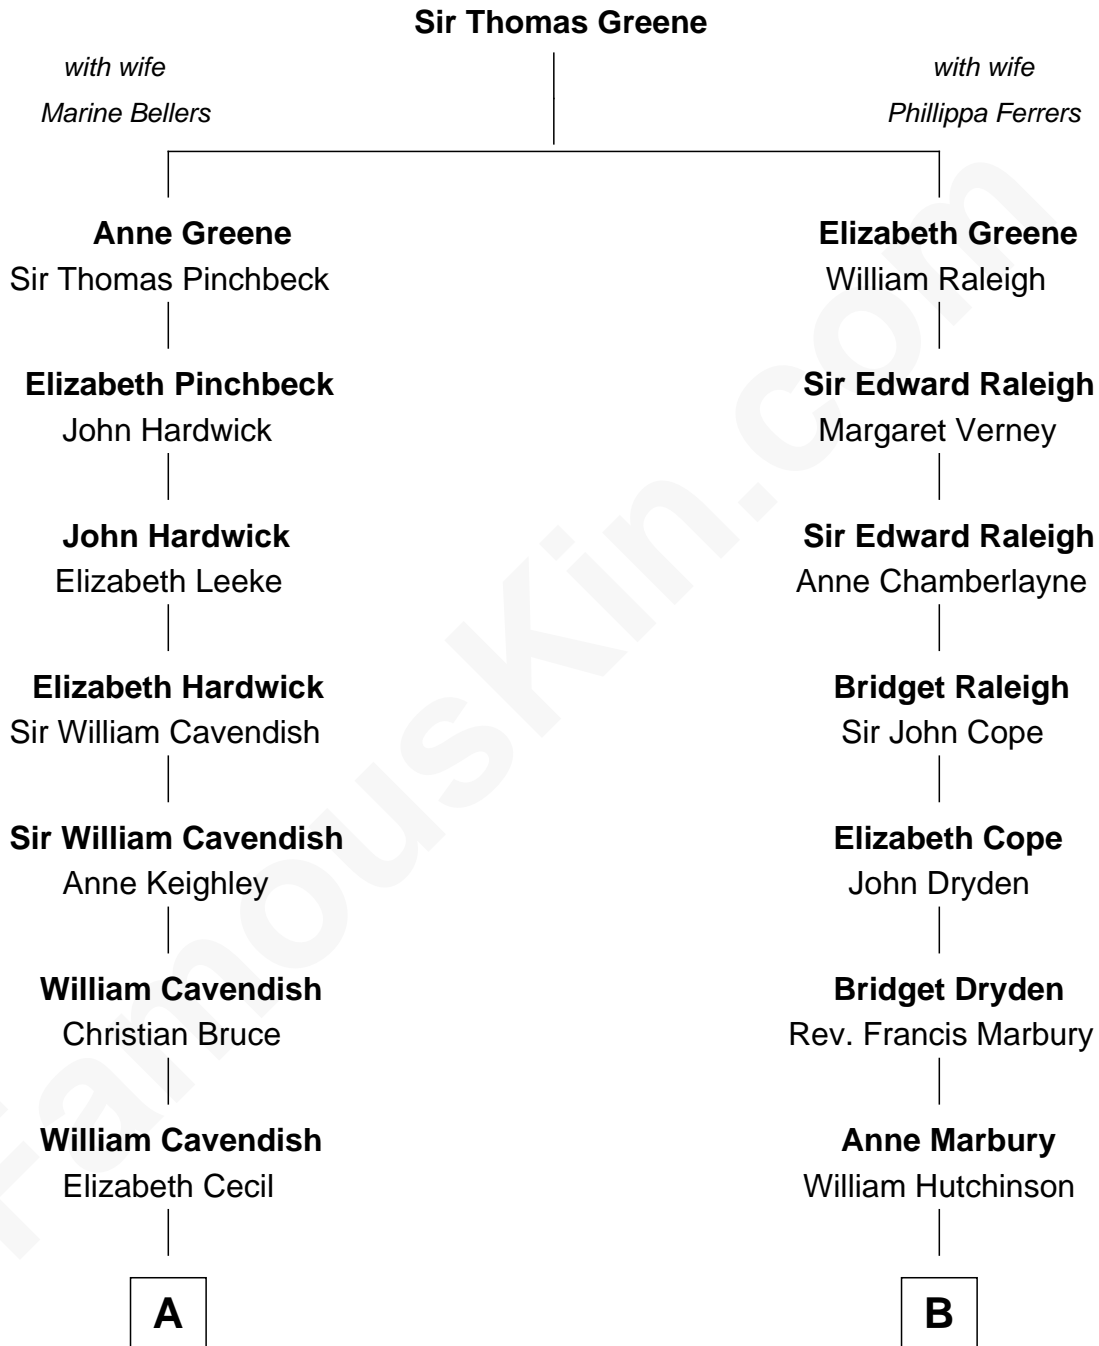 Sir Thomas Greene
with wife
Marine Bellers
with wife
Phillippa Ferrers
Anne Greene
Sir Thomas Pinchbeck
Elizabeth Greene
William Raleigh
Elizabeth Pinchbeck
John Hardwick
Sir Edward Raleigh
Margaret Verney
John Hardwick
Elizabeth Leeke
Sir Edward Raleigh
Anne Chamberlayne
Elizabeth Hardwick
Sir William Cavendish
Bridget Raleigh
Sir John Cope
Sir William Cavendish
Anne Keighley
Elizabeth Cope
John Dryden
William Cavendish
Christian Bruce
Bridget Dryden
Rev. Francis Marbury
William Cavendish
Elizabeth Cecil
Anne Marbury
William Hutchinson
A
B
FamousKin.com